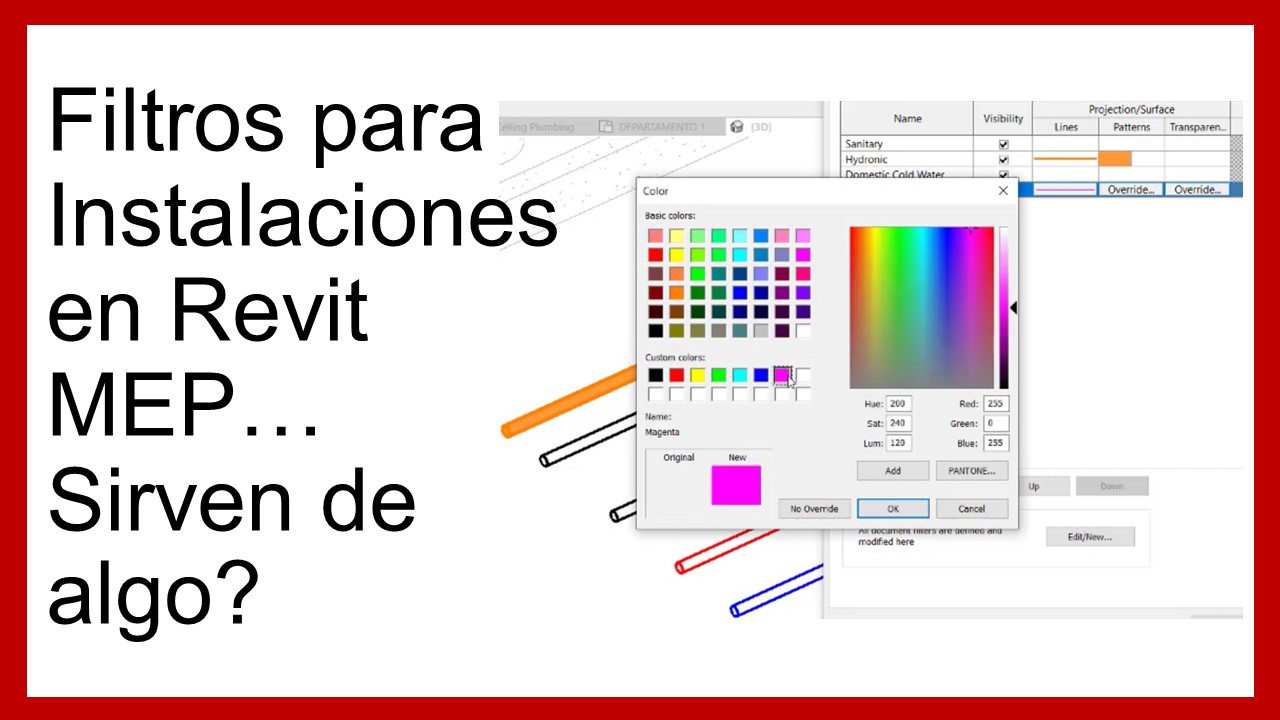 Filtros para
Instalaciones
en Revit
MEP...
Sirven de
algo?
eiling Plumbing
DEPARTAMENTO 1
(3D)
Name
Visibility
Projection/Surface
Lines
Patterns
Transparen...
Sanitary
Hydronic
Domestic Cold Water
Override...
Override...
Color
Basic colors:
Custom colors:
Name:
Magenta
Original
New
Hue: 200
Red: 255
Sat: 240
Green: 0
Lum: 120
Blue: 255
Add
PANTONE...
No Override
OK
Cancel
Up
Down
All document filters are defined and
modified here
Edit/New...